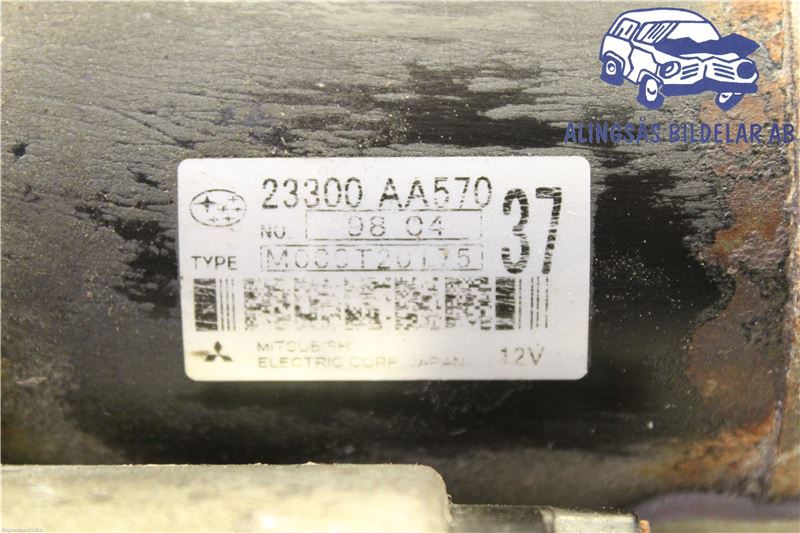 ALINGSÅS BILDELAR AB
23300 AA570
37
NO. 08 04
TYPE M000T20175
MITSUBISHI
ELECTRIC CORP. JAPAN
12V